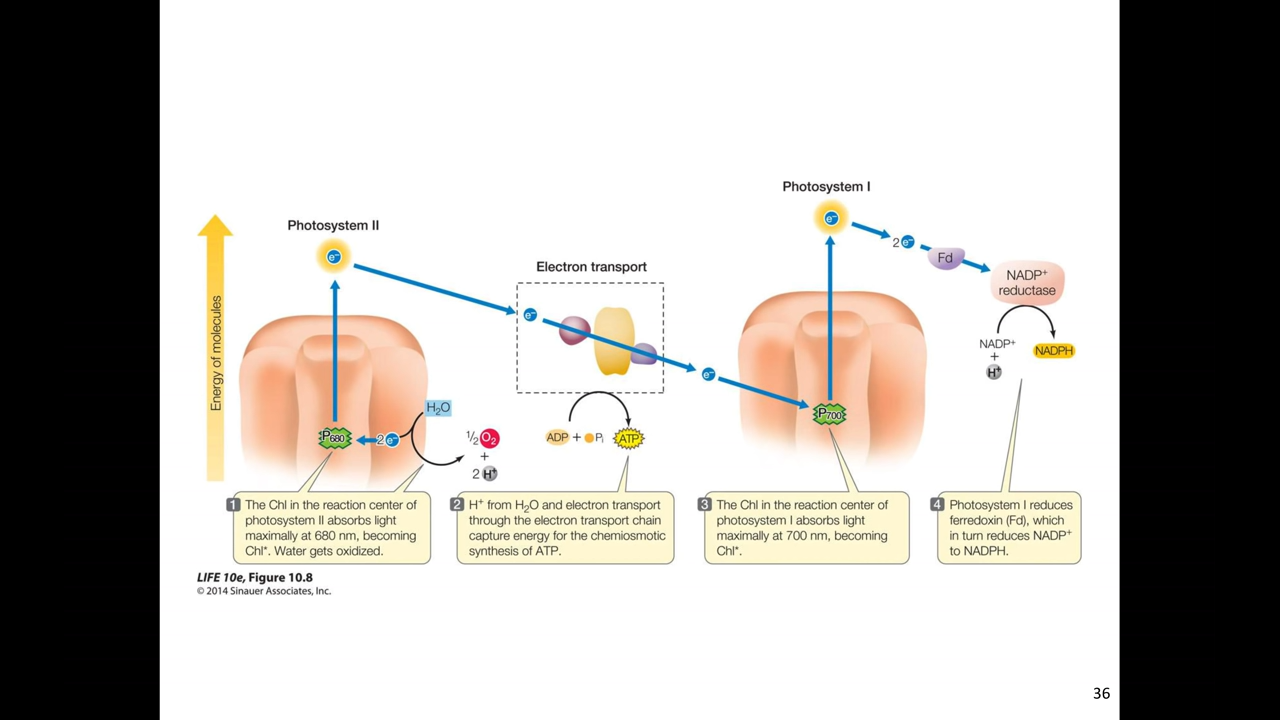 Photosystem I
Photosystem II
Electron transport
Energy of molecules
e⁻
e⁻
2 e⁻
Fd
NADP⁺
reductase
e⁻
e⁻
NADP⁺
+
H⁺
NADPH
P₆₈₀
2 e⁻
H₂O
½ O₂
+
2 H⁺
ADP + Pᵢ
ATP
P₇₀₀
1 The Chl in the reaction center of
photosystem II absorbs light
maximally at 680 nm, becoming
Chl*. Water gets oxidized.
2 H⁺ from H₂O and electron transport
through the electron transport chain
capture energy for the chemiosmotic
synthesis of ATP.
3 The Chl in the reaction center of
photosystem I absorbs light
maximally at 700 nm, becoming
Chl*.
4 Photosystem I reduces
ferredoxin (Fd), which
in turn reduces NADP⁺
to NADPH.
LIFE 10e, Figure 10.8
© 2014 Sinauer Associates, Inc.
36